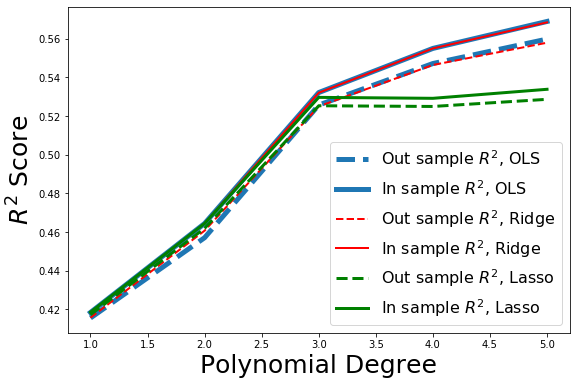 0.56
0.54
0.52
0.50
0.48
0.46
0.44
0.42
R² Score
Out sample R², OLS
In sample R², OLS
Out sample R², Ridge
In sample R², Ridge
Out sample R², Lasso
In sample R², Lasso
1.0 1.5 2.0 2.5 3.0 3.5 4.0 4.5 5.0
Polynomial Degree